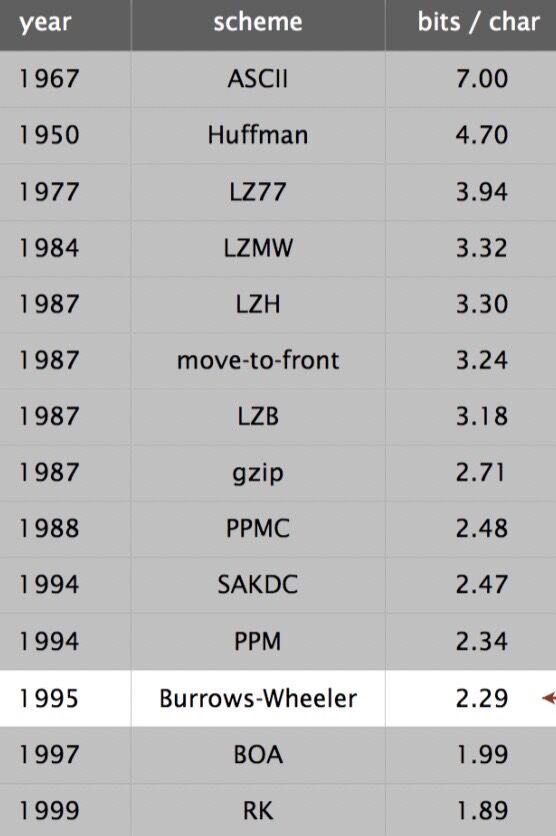 year scheme bits / char
1967 ASCII 7.00
1950 Huffman 4.70
1977 LZ77 3.94
1984 LZMW 3.32
1987 LZH 3.30
1987 move-to-front 3.24
1987 LZB 3.18
1987 gzip 2.71
1988 PPMC 2.48
1994 SAKDC 2.47
1994 PPM 2.34
1995 Burrows-Wheeler 2.29
1997 BOA 1.99
1999 RK 1.89